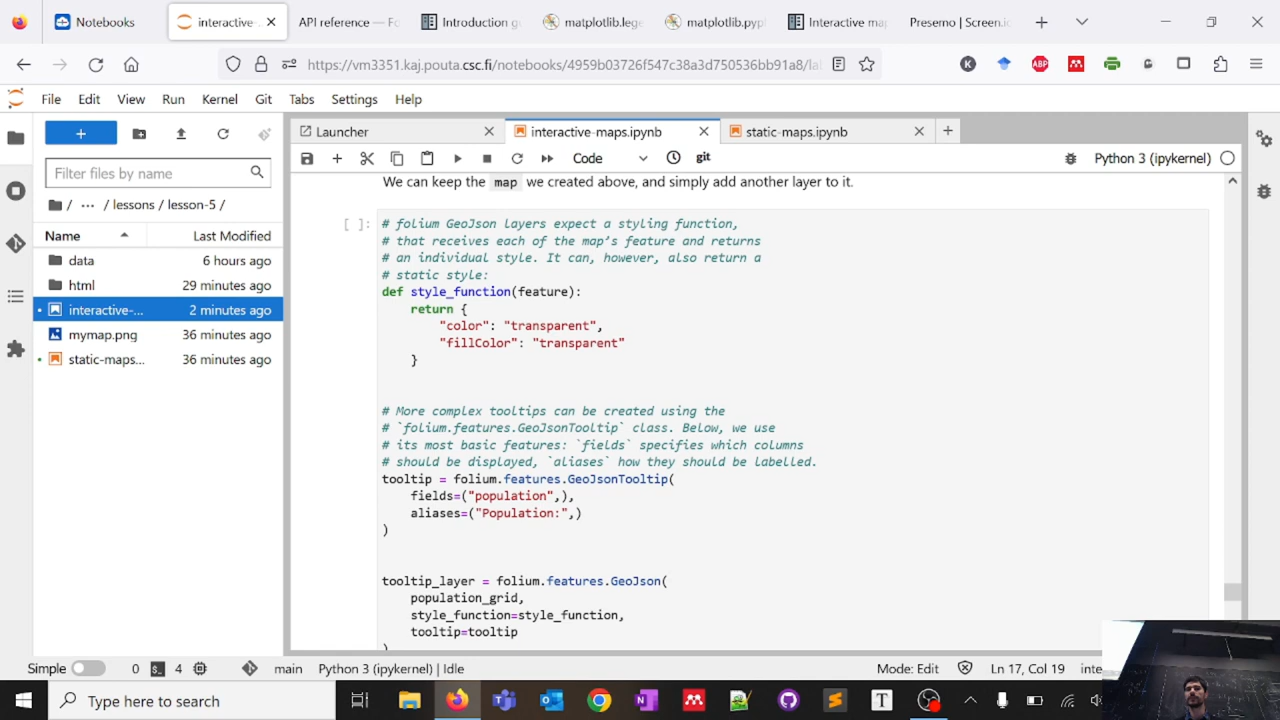 Notebooks
interactive-
API reference — Fo
Introduction g
matplotlib.lege
matplotlib.pypl
Interactive map
Presemo | Screen.io
https://vm3351.kaj.pouta.csc.fi/notebooks/4959b03726f547c38a3d750536bb91a8/la
File Edit View Run Kernel Git Tabs Settings Help
Launcher
interactive-maps.ipynb
static-maps.ipynb
Code
git
Python 3 (ipykernel)
Filter files by name
/ ··· / lessons / lesson-5 /
Name Last Modified
data 6 hours ago
html 29 minutes ago
interactive-... 2 minutes ago
mymap.png 36 minutes ago
static-maps... 36 minutes ago
We can keep the map we created above, and simply add another layer to it.
[ ]:
# folium GeoJson layers expect a styling function,
# that receives each of the map’s feature and returns
# an individual style. It can, however, also return a
# static style:
def style_function(feature):
return {
"color": "transparent",
"fillColor": "transparent"
}
# More complex tooltips can be created using the
# `folium.features.GeoJsonTooltip` class. Below, we use
# its most basic features: `fields` specifies which columns
# should be displayed, `aliases` how they should be labelled.
tooltip = folium.features.GeoJsonTooltip(
fields=("population",),
aliases=("Population:",)
)
tooltip_layer = folium.features.GeoJson(
population_grid,
style_function=style_function,
tooltip=tooltip
Simple 0 4 main Python 3 (ipykernel) | Idle Mode: Edit Ln 17, Col 19 inte
Type here to search